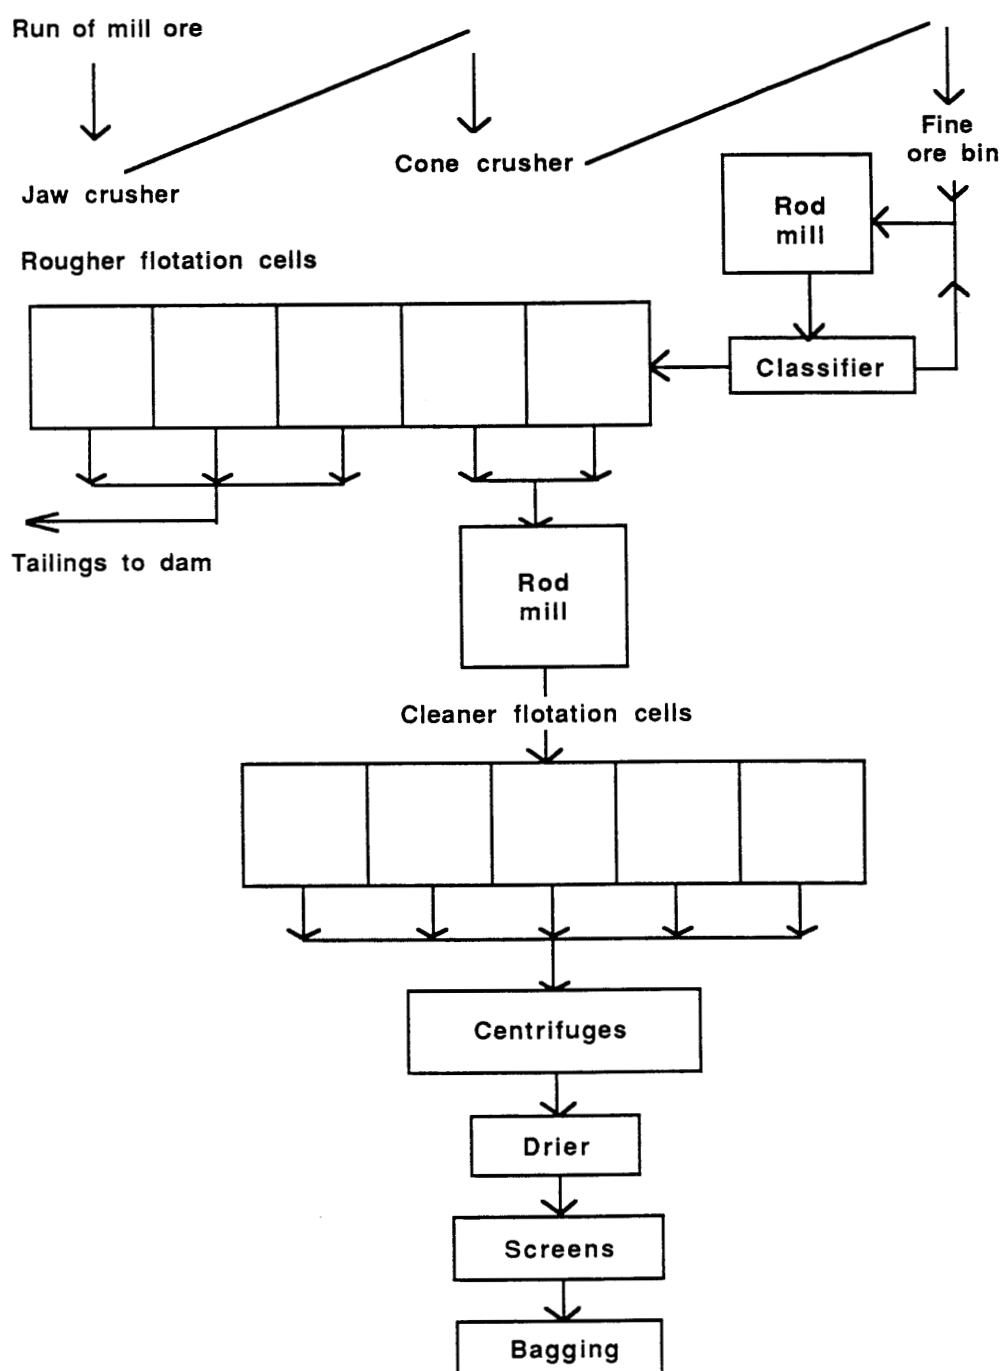 Run of mill ore
Jaw crusher
Cone crusher
Fine
ore bin
Rod
mill
Classifier
Rougher flotation cells
Tailings to dam
Rod
mill
Cleaner flotation cells
Centrifuges
Drier
Screens
Bagging